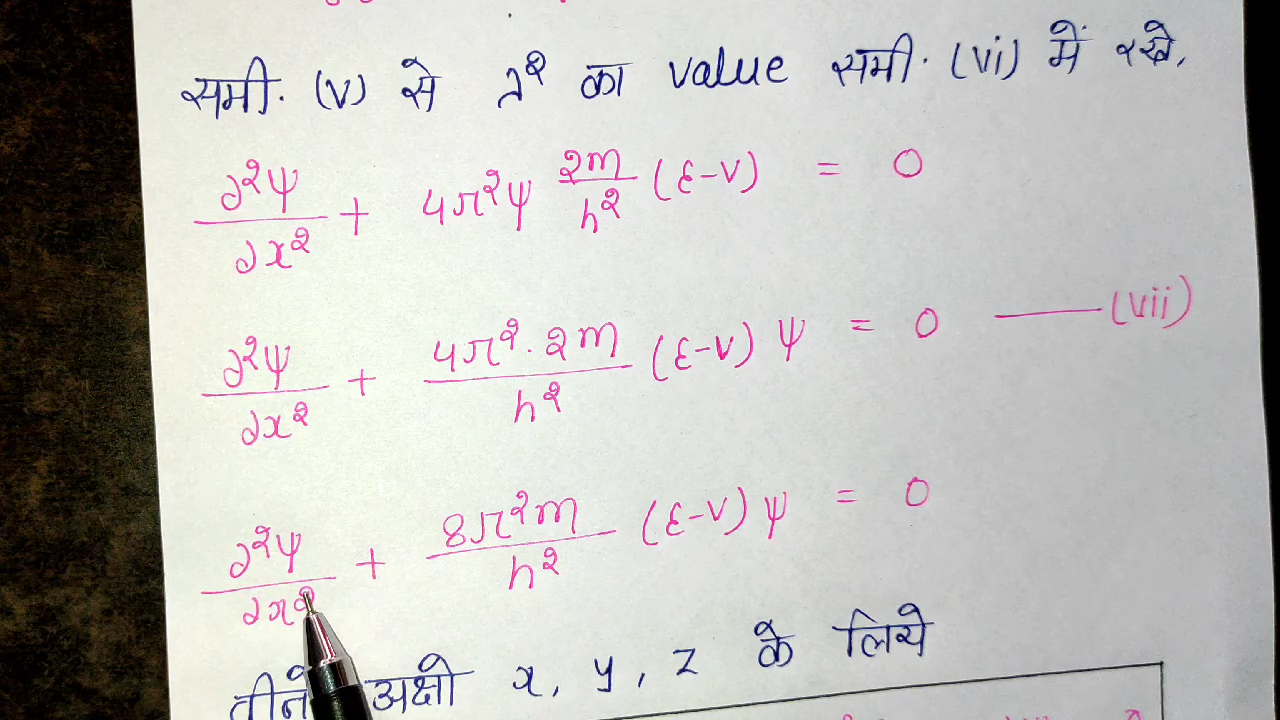 समी. (v) से λ² का value समी. (vi) में रखे,
∂²ψ/∂x² + 4π²ψ 2m/h² (E-V) = 0
∂²ψ/∂x² + 4π².2m/h² (E-V) ψ = 0 —— (vii)
∂²ψ/∂x² + 8π²m/h² (E-V) ψ = 0
अक्षो x, y, z के लिये